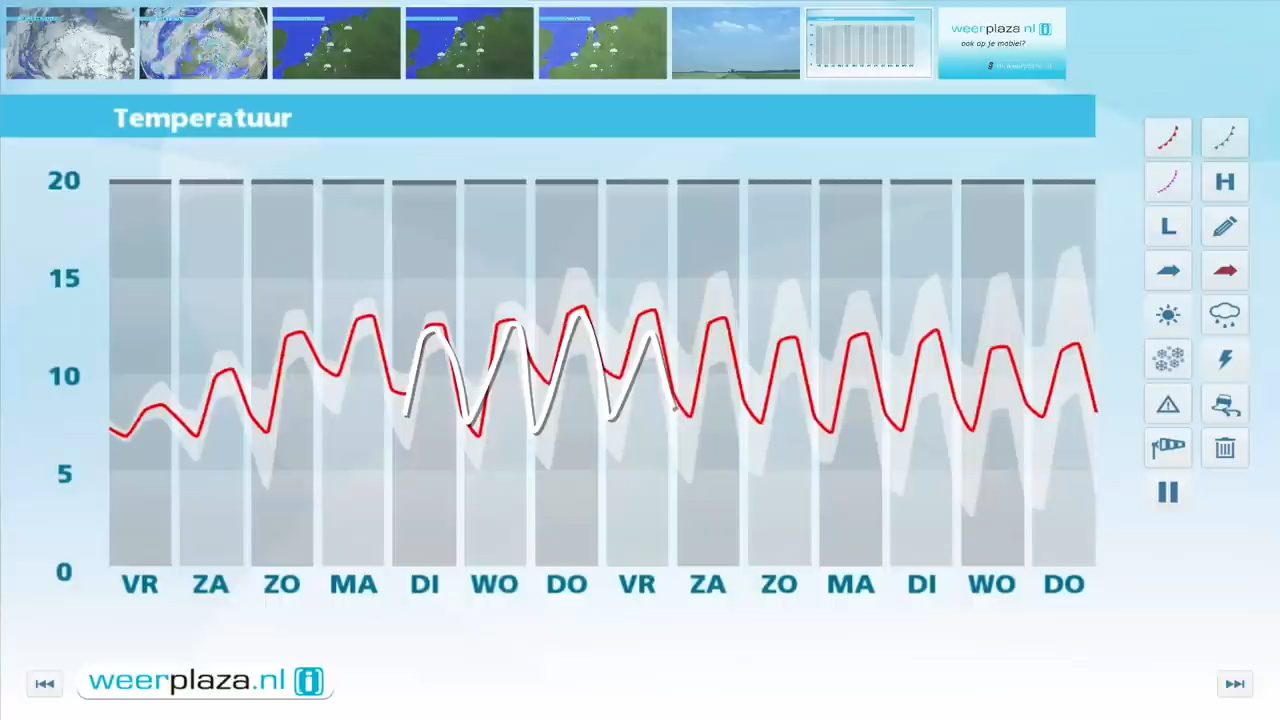 weerplaza.nl i
ook op je mobiel?
Temperatuur
20
15
10
5
0
VR ZA ZO MA DI WO DO VR ZA ZO MA DI WO DO
H
L
weerplaza.nl i